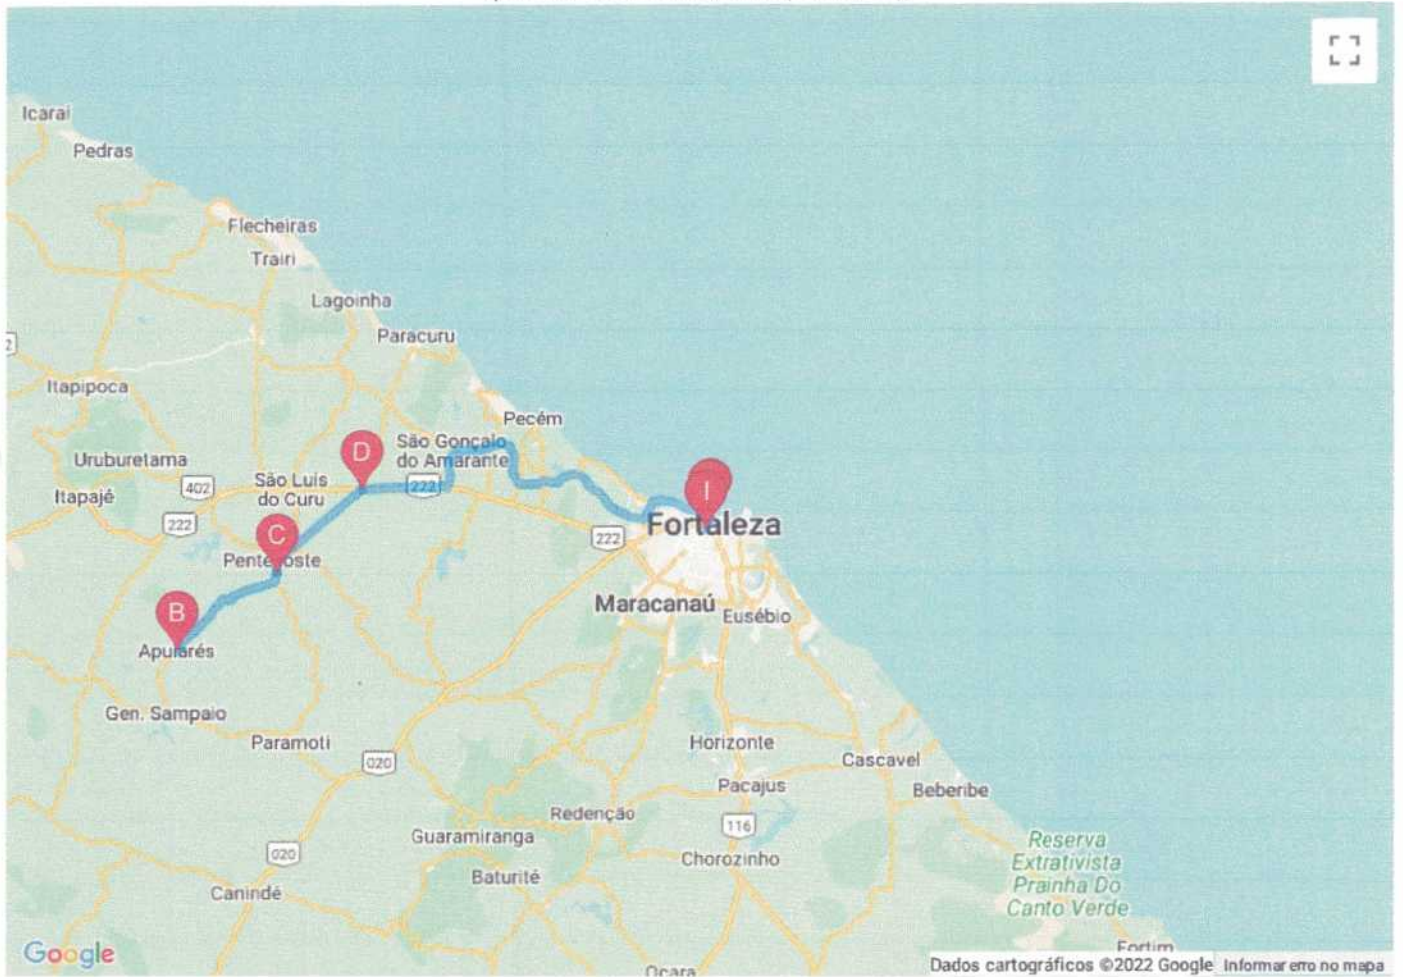 Icaraí
Pedras
Flecheiras
Trairi
Lagoinha
Paracuru
2
Itapipoca
Pecém
D
São Gonçalo
do Amarante
Uruburetama
402
São Luís
do Curu
222
Itapajé
I
222
C
Fortaleza
222
Pentecoste
B
Maracanaú
Eusébio
Apuiarés
Gen. Sampaio
Paramoti
020
Horizonte
Cascavel
Pacajus
Beberibe
Redenção
116
Guaramiranga
Reserva
Extrativista
Prainha Do
Canto Verde
020
Chorozinho
Baturité
Canindé
Fortim
Google
Ocara
Dados cartográficos ©2022 Google
Informar erro no mapa